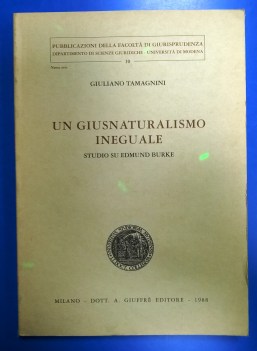 PUBBLICAZIONI DELLA FACOLTÀ DI GIURISPRUDENZA
DIPARTIMENTO DI SCIENZE GIURIDICHE - UNIVERSITÀ DI MODENA
GIULIANO TAMAGNINI
UN GIUSNATURALISMO
INEGUALE
STUDIO SU EDMUND BURKE
MILANO - DOTT. A. GIUFFRÈ EDITORE - 1988